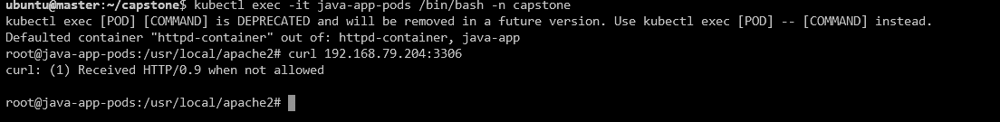 ubuntu@master:~/capstone$ kubectl exec -it java-app-pods /bin/bash -n capstone
kubectl exec [POD] [COMMAND] is DEPRECATED and will be removed in a future version. Use kubectl exec [POD] -- [COMMAND] instead.
Defaulted container "httpd-container" out of: httpd-container, java-app
root@java-app-pods:/usr/local/apache2# curl 192.168.79.204:3306
curl: (1) Received HTTP/0.9 when not allowed
root@java-app-pods:/usr/local/apache2#